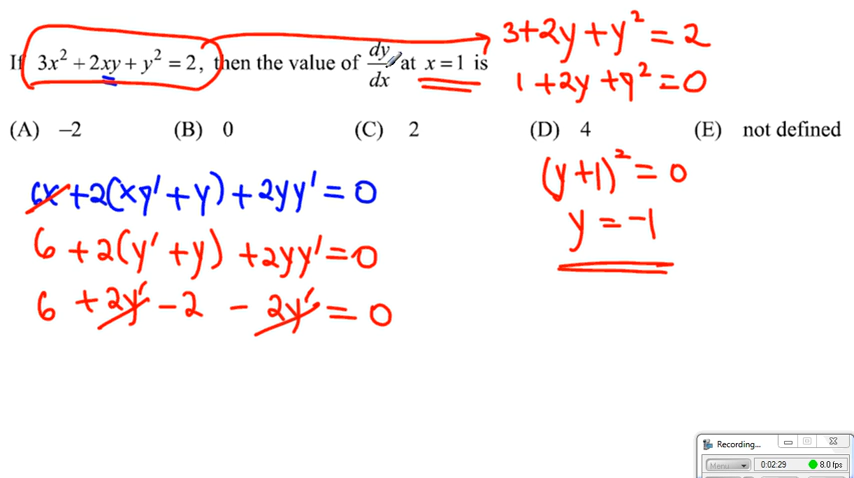 If 3x² + 2xy + y² = 2, then the value of dy/dx at x = 1 is
3 + 2y + y² = 2
1 + 2y + y² = 0
(A) −2 (B) 0 (C) 2 (D) 4 (E) not defined
(y+1)² = 0
y = −1
6x + 2(xy' + y) + 2yy' = 0
6 + 2(y' + y) + 2yy' = 0
6 + 2y' − 2 − 2y' = 0
Recording...
Menu 0:02:29 8.0 fps